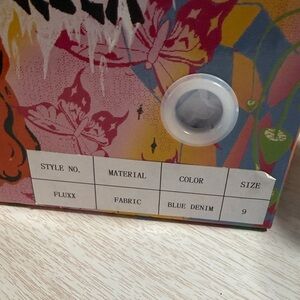 STYLE NO. MATERIAL COLOR SIZE
FLUXX FABRIC BLUE DENIM 9